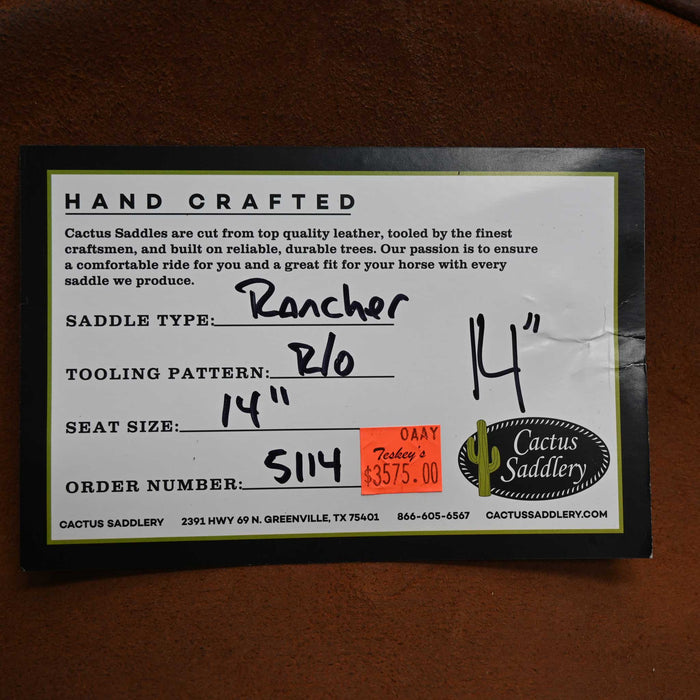 HAND CRAFTED
Cactus Saddles are cut from top quality leather, tooled by the finest
craftsmen, and built on reliable, durable trees. Our passion is to ensure
a comfortable ride for you and a great fit for your horse with every
saddle we produce.
SADDLE TYPE: Rancher
TOOLING PATTERN: R/O
14"
SEAT SIZE: 14"
ORDER NUMBER: 5114
OAAY
Teskey's
$3575.00
Cactus
Saddlery
CACTUS SADDLERY 2391 HWY 69 N. GREENVILLE, TX 75401 866-605-6567 CACTUSSADDLERY.COM